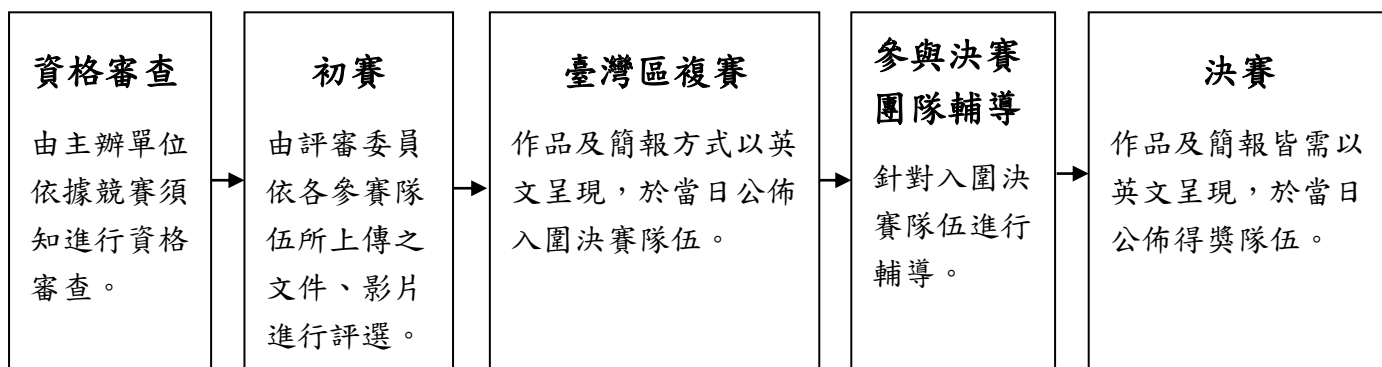 資格審查
由主辦單位
依據競賽須
知進行資格
審查。
初賽
由評審委員
依各參賽隊
伍所上傳之
文件、影片
進行評選。
臺灣區複賽
作品及簡報方式以英
文呈現，於當日公佈
入圍決賽隊伍。
參與決賽
團隊輔導
針對入圍決
賽隊伍進行
輔導。
決賽
作品及簡報皆需以
英文呈現，於當日
公佈得獎隊伍。